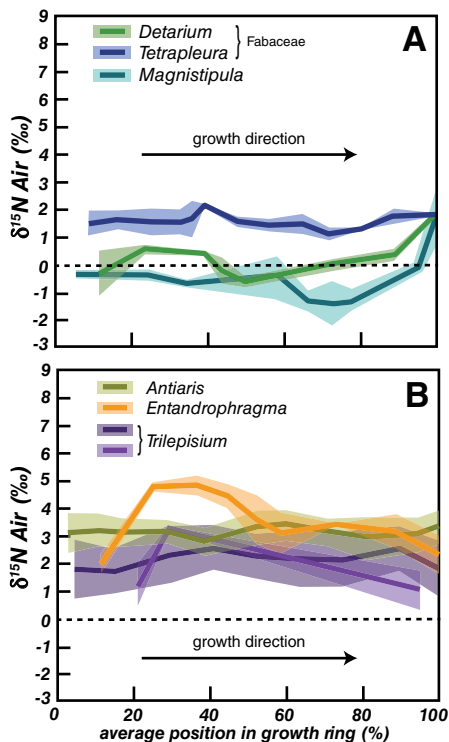 9
8
7
6
5
4
3
2
1
0
-1
-2
-3
δ¹⁵N Air (‰)
A
Detarium
Tetrapleura
Fabaceae
Magnistipula
growth direction
9
8
7
6
5
4
3
2
1
0
-1
-2
-3
δ¹⁵N Air (‰)
B
Antiaris
Entandrophragma
Trilepisium
growth direction
0 20 40 60 80 100
average position in growth ring (%)